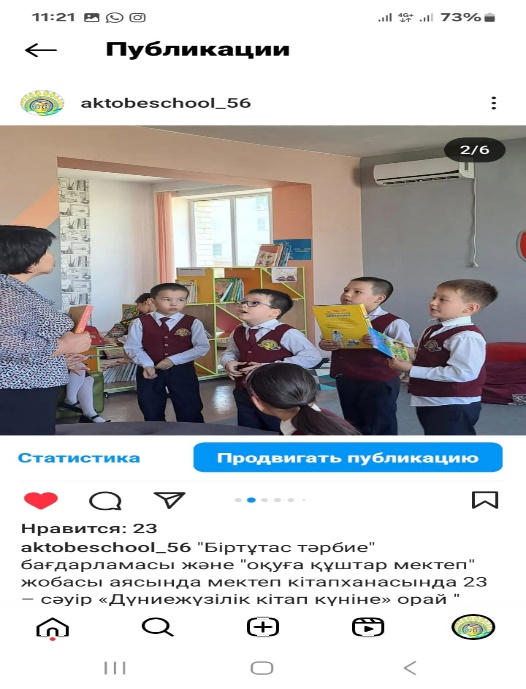 11:21 4G+ 73%
Публикации
aktobeschool_56
2/6
Статистика Продвигать публикацию
Нравится: 23
aktobeschool_56 "Біртұтас тәрбие"
бағдарламасы және "оқуға құштар мектеп"
жобасы аясында мектеп кітапханасында 23
– сәуір «Дүниежүзілік кітап күніне» орай "